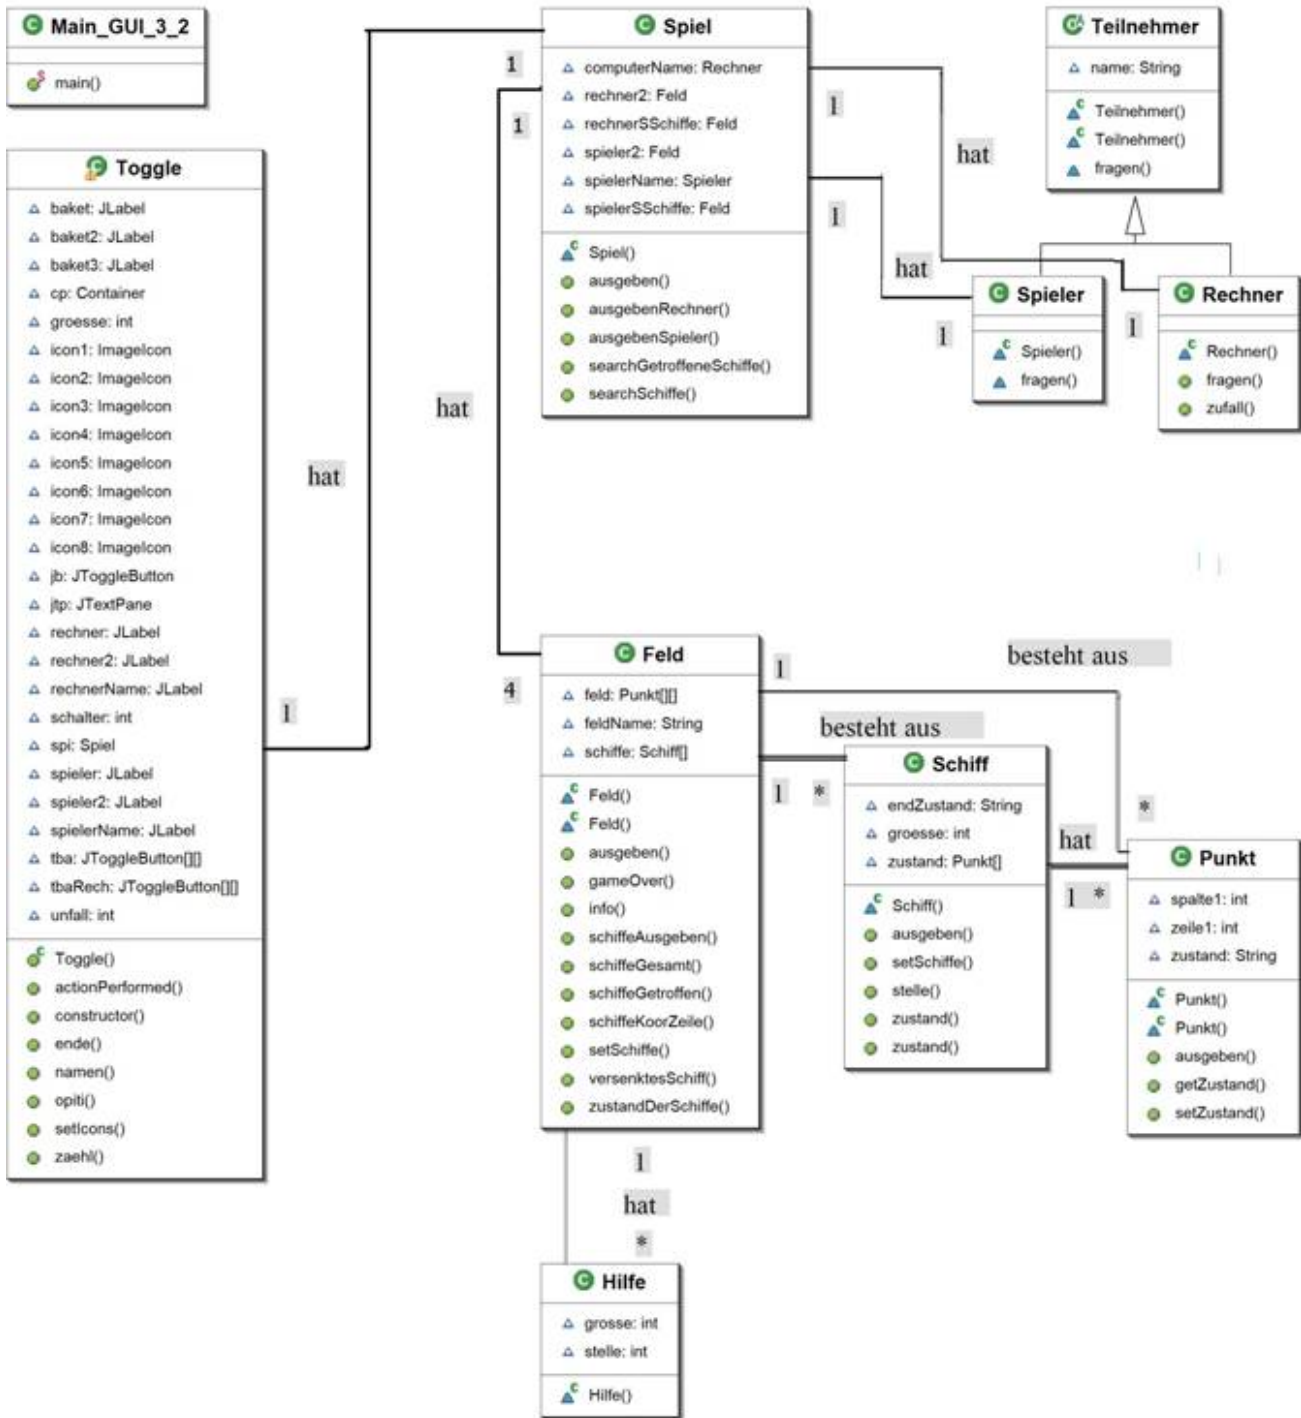 Main_GUI_3_2
main()
Toggle
baket: JLabel
baket2: JLabel
baket3: JLabel
cp: Container
groesse: int
icon1: ImageIcon
icon2: ImageIcon
icon3: ImageIcon
icon4: ImageIcon
icon5: ImageIcon
icon6: ImageIcon
icon7: ImageIcon
icon8: ImageIcon
jb: JToggleButton
jtp: JTextPane
rechner: JLabel
rechner2: JLabel
rechnerName: JLabel
schalter: int
spi: Spiel
spieler: JLabel
spieler2: JLabel
spielerName: JLabel
tba: JToggleButton[][]
tbaRech: JToggleButton[][]
unfall: int
Toggle()
actionPerformed()
constructor()
ende()
namen()
opiti()
setIcons()
zaehl()
1
hat
1
Spiel
computerName: Rechner
rechner2: Feld
rechnerSSchiffe: Feld
spieler2: Feld
spielerName: Spieler
spielerSSchiffe: Feld
Spiel()
ausgeben()
ausgebenRechner()
ausgebenSpieler()
searchGetroffeneSchiffe()
searchSchiffe()
1
hat
4
1
hat
1
1
hat
1
Teilnehmer
name: String
Teilnehmer()
Teilnehmer()
fragen()
Spieler
Spieler()
fragen()
Rechner
Rechner()
fragen()
zufall()
Feld
feld: Punkt[][]
feldName: String
schiffe: Schiff[]
Feld()
Feld()
ausgeben()
gameOver()
info()
schiffeAusgeben()
schiffeGesamt()
schiffeGetroffen()
schiffeKoorZeile()
setSchiffe()
versenktesSchiff()
zustandDerSchiffe()
1
besteht aus
*
besteht aus
1 *
Schiff
endZustand: String
groesse: int
zustand: Punkt[]
Schiff()
ausgeben()
setSchiffe()
stelle()
zustand()
zustand()
hat
1 *
Punkt
spalte1: int
zeile1: int
zustand: String
Punkt()
Punkt()
ausgeben()
getZustand()
setZustand()
1
hat
*
Hilfe
grosse: int
stelle: int
Hilfe()